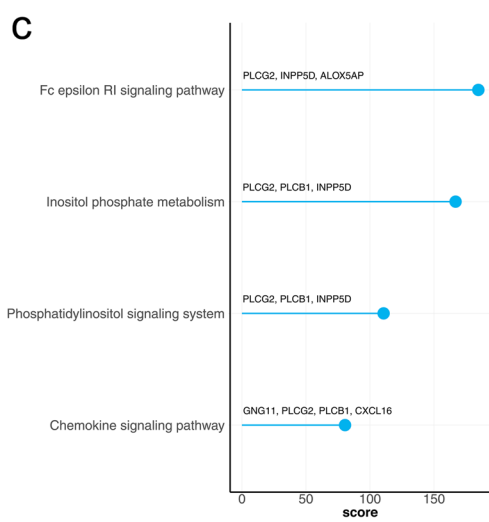 C
PLCG2, INPP5D, ALOX5AP
Fc epsilon RI signaling pathway
PLCG2, PLCB1, INPP5D
Inositol phosphate metabolism
PLCG2, PLCB1, INPP5D
Phosphatidylinositol signaling system
GNG11, PLCG2, PLCB1, CXCL16
Chemokine signaling pathway
0 50 100 150
score